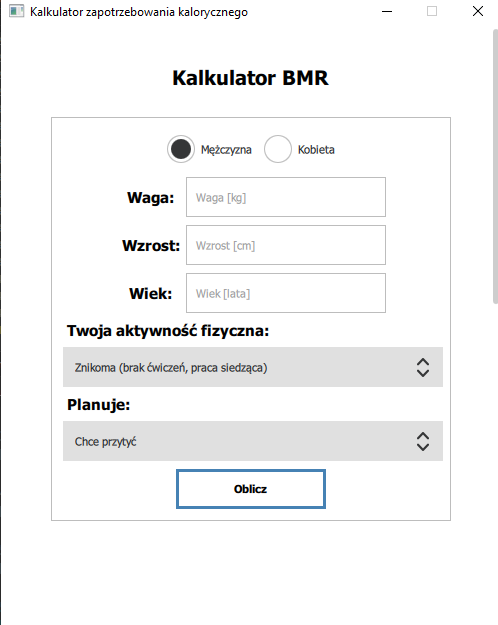 Kalkulator zapotrzebowania kalorycznego
Kalkulator BMR
Mężczyzna Kobieta
Waga: Waga [kg]
Wzrost: Wzrost [cm]
Wiek: Wiek [lata]
Twoja aktywność fizyczna:
Znikoma (brak ćwiczeń, praca siedząca)
Planuje:
Chce przytyć
Oblicz